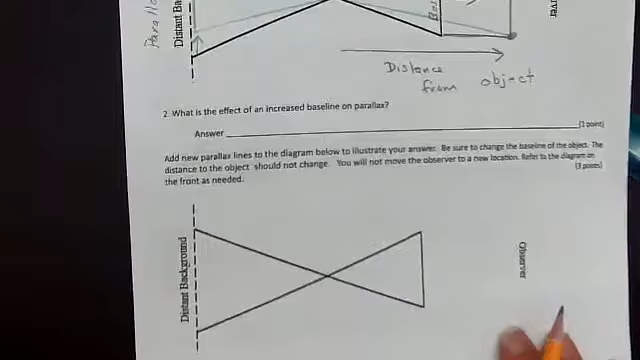 Distant Ba
Distance
from object
2. What is the effect of an increased baseline on parallax?
Answer (1 point)
Add new parallax lines to the diagram below to illustrate your answer. Be sure to change the baseline of the object. The
distance to the object should not change. You will not move the observer to a new location. Refer to the diagram on
the front as needed. (3 points)
Distant Background
Observer